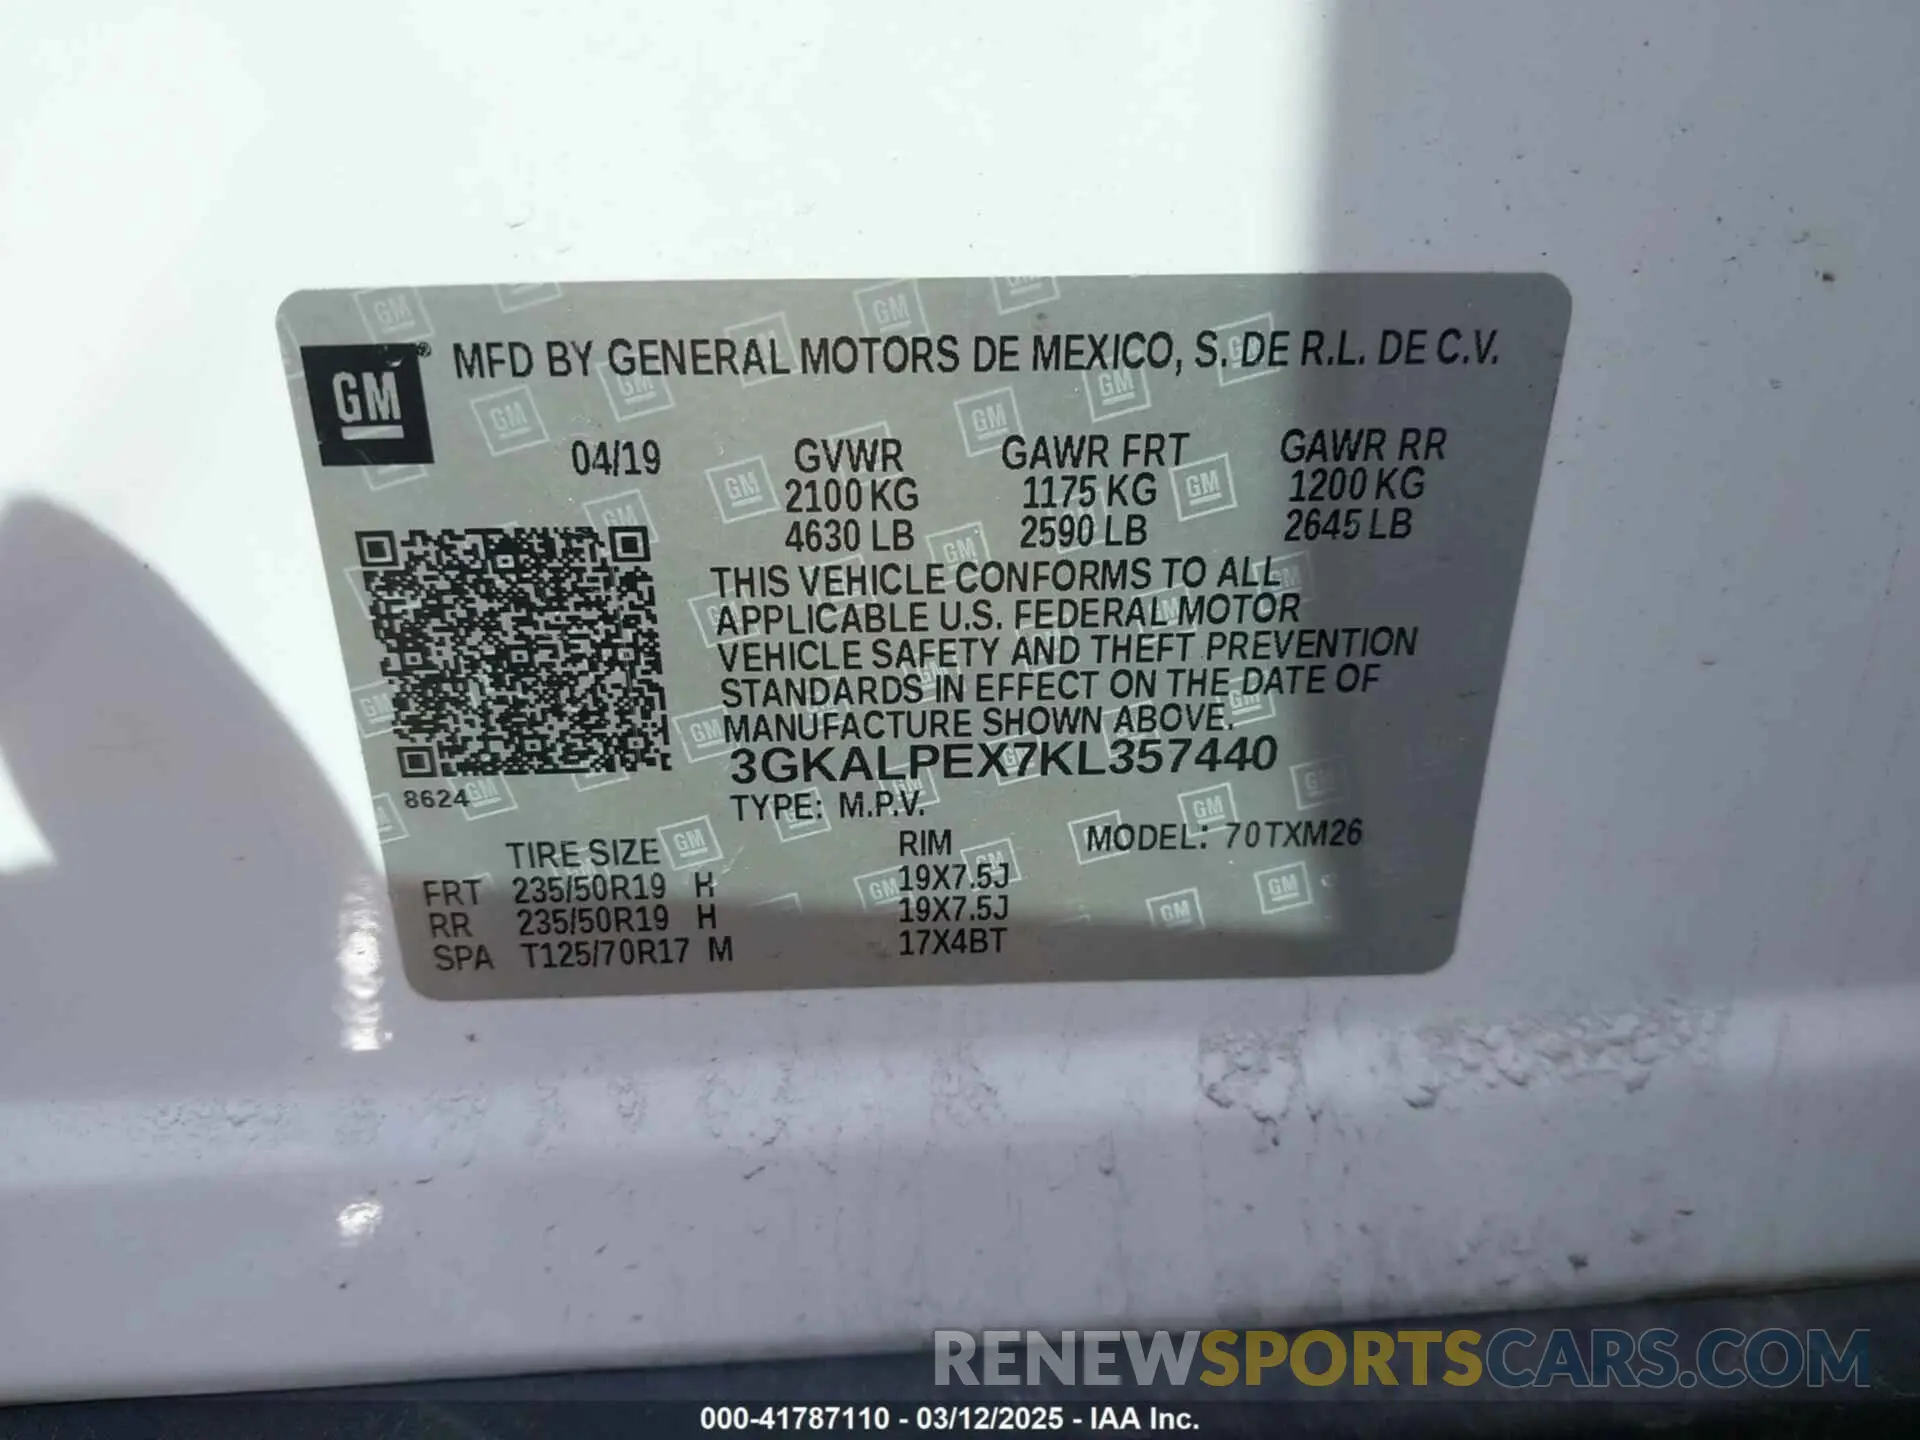 MFD BY GENERAL MOTORS DE MEXICO, S. DE R.L. DE C.V.
GM
04/19 GVWR GAWR FRT GAWR RR
2100 KG 1175 KG 1200 KG
4630 LB 2590 LB 2645 LB
THIS VEHICLE CONFORMS TO ALL
APPLICABLE U.S. FEDERAL MOTOR
VEHICLE SAFETY AND THEFT PREVENTION
STANDARDS IN EFFECT ON THE DATE OF
MANUFACTURE SHOWN ABOVE.
3GKALPEX7KL357440
8624
TYPE: M.P.V.
TIRE SIZE RIM MODEL: 70TXM26
FRT 235/50R19 H 19X7.5J
RR 235/50R19 H 19X7.5J
SPA T125/70R17 M 17X4BT
RENEWSPORTSCARS.COM
000-41787110 - 03/12/2025 - IAA Inc.